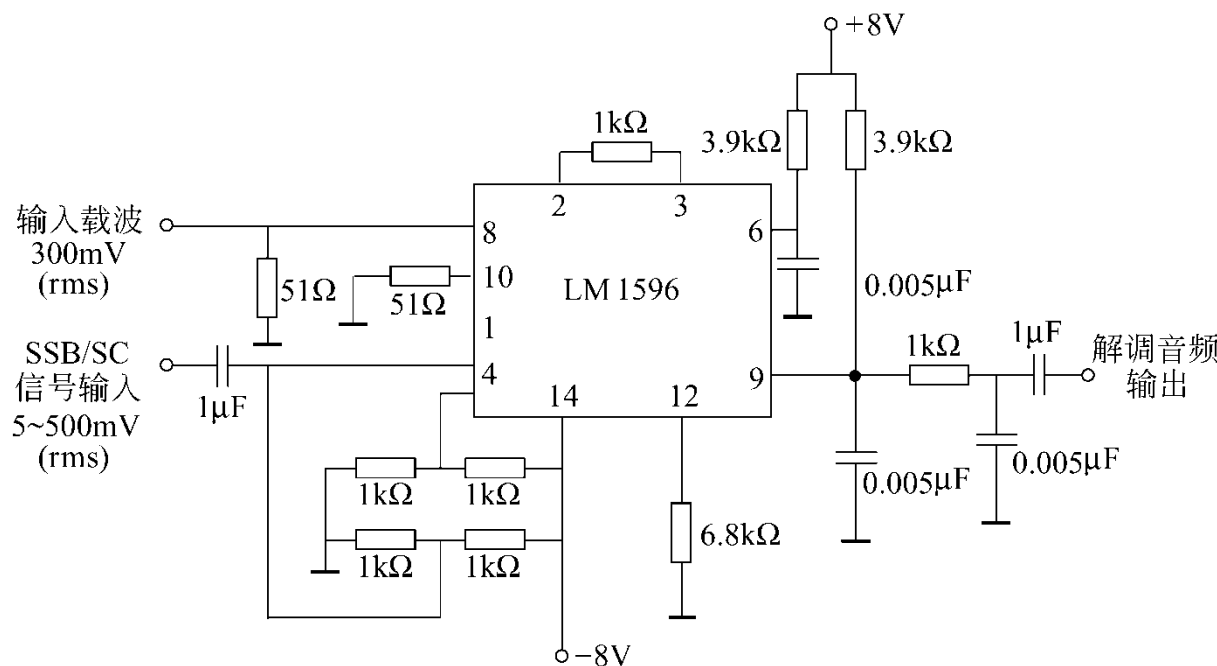 +8V
1kΩ
3.9kΩ
3.9kΩ
2
3
输入载波
300mV
(rms)
8
6
51Ω
51Ω
10
LM 1596
0.005μF
1
SSB/SC
信号输入
5~500mV
(rms)
1μF
4
14
12
9
1kΩ
1μF
解调音频
输出
1kΩ
1kΩ
0.005μF
0.005μF
6.8kΩ
1kΩ
1kΩ
−8V